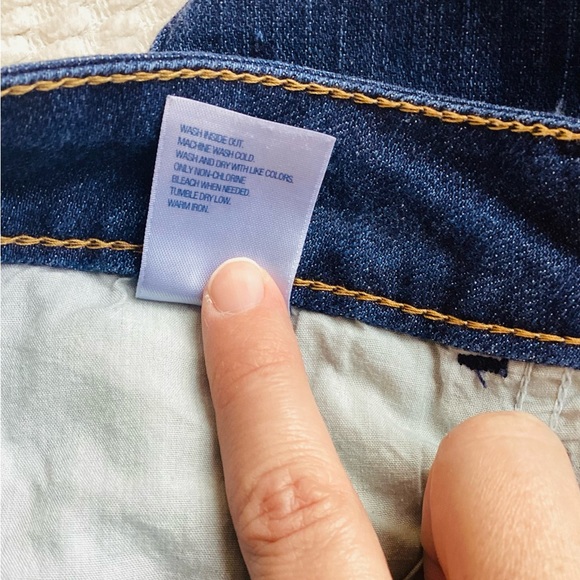 WASH INSIDE OUT.
MACHINE WASH COLD.
WASH AND DRY WITH LIKE COLORS.
ONLY NON-CHLORINE
BLEACH WHEN NEEDED.
TUMBLE DRY LOW.
WARM IRON.